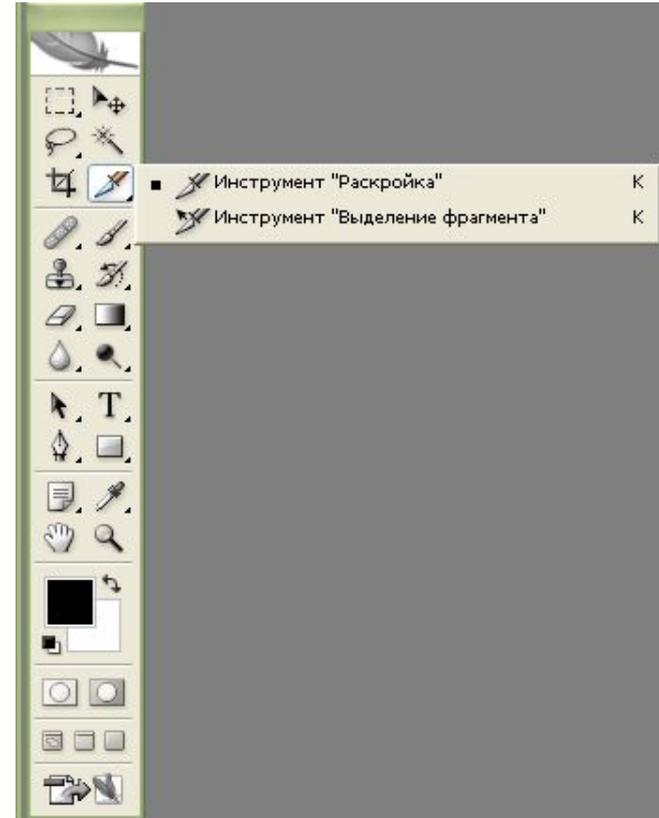 Инструмент "Раскройка" K
Инструмент "Выделение фрагмента" K
T